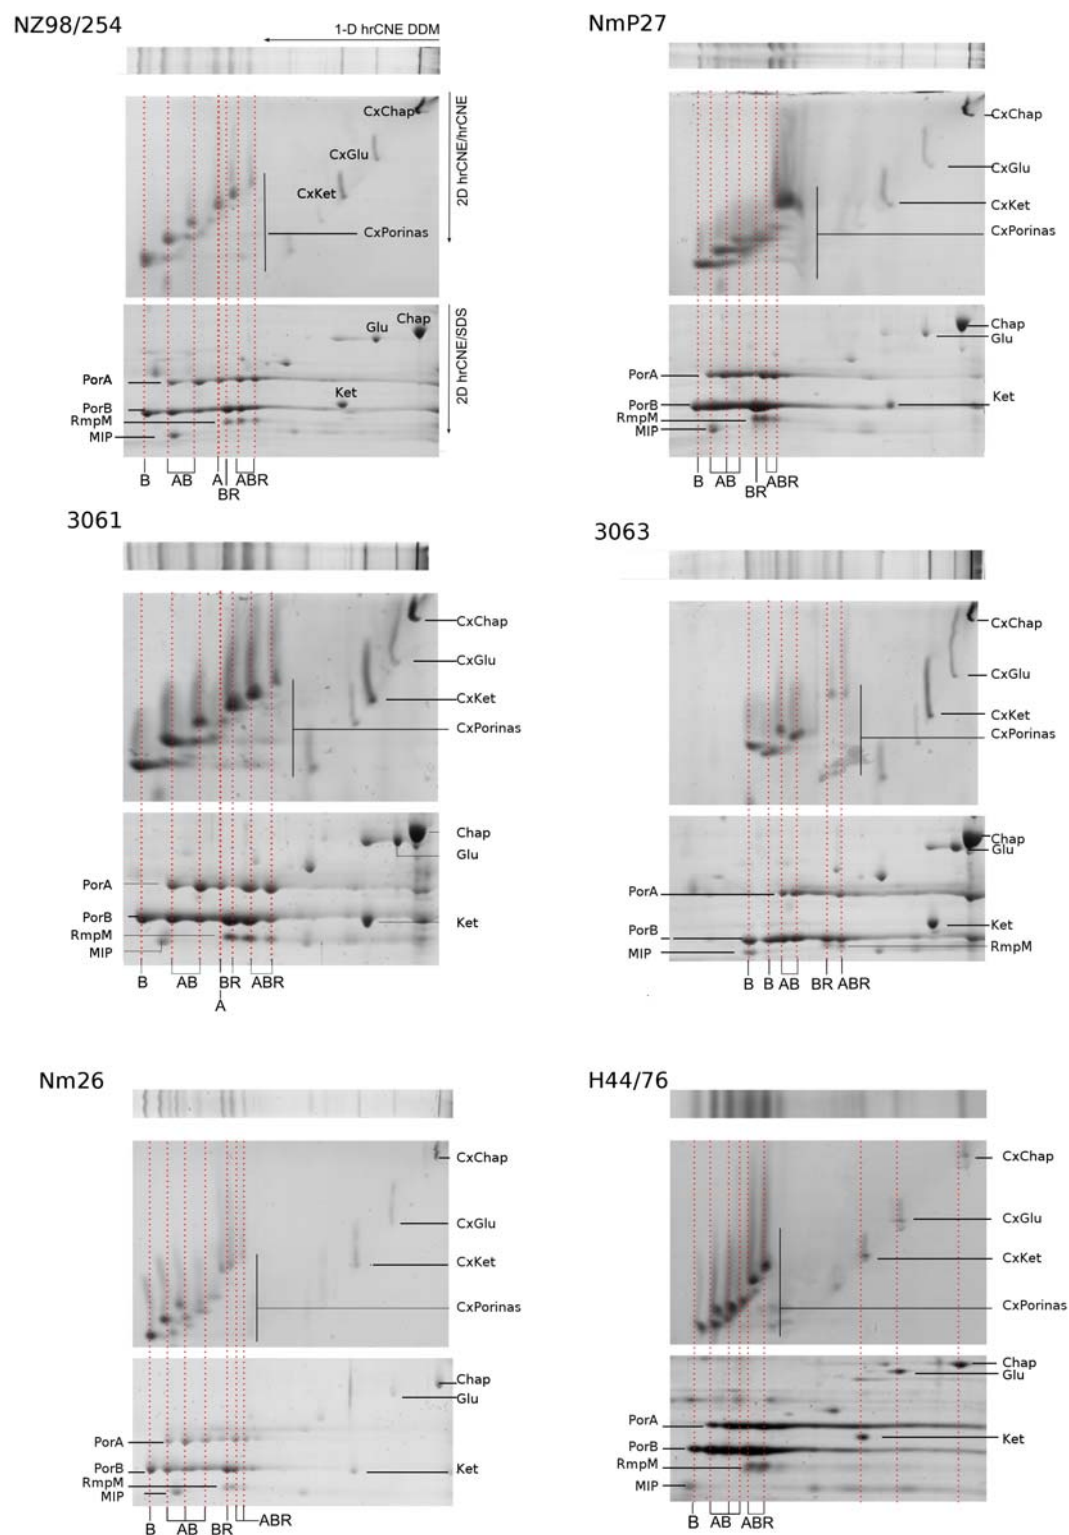 NZ98/254
1-D hrCNE DDM
CxChap
CxGlu
CxKet
CxPorinas
2D hrCNE/hrCNE
Chap
Glu
Ket
PorA
PorB
RmpM
MIP
2D hrCNE/SDS
B AB A ABR
BR
NmP27
CxChap
CxGlu
CxKet
CxPorinas
Chap
Glu
PorA
PorB
Ket
RmpM
MIP
B AB BR ABR
3061
CxChap
CxGlu
CxKet
CxPorinas
Chap
Glu
PorA
PorB
Ket
RmpM
MIP
B AB BR ABR
A
3063
CxChap
CxGlu
CxKet
CxPorinas
Chap
Glu
PorA
Ket
PorB
RmpM
MIP
B B AB BR ABR
Nm26
CxChap
CxGlu
CxKet
CxPorinas
Chap
Glu
PorA
PorB
Ket
RmpM
MIP
B AB BR ABR
H44/76
CxChap
CxGlu
CxKet
CxPorinas
Chap
Glu
PorA
Ket
PorB
RmpM
MIP
B AB ABR